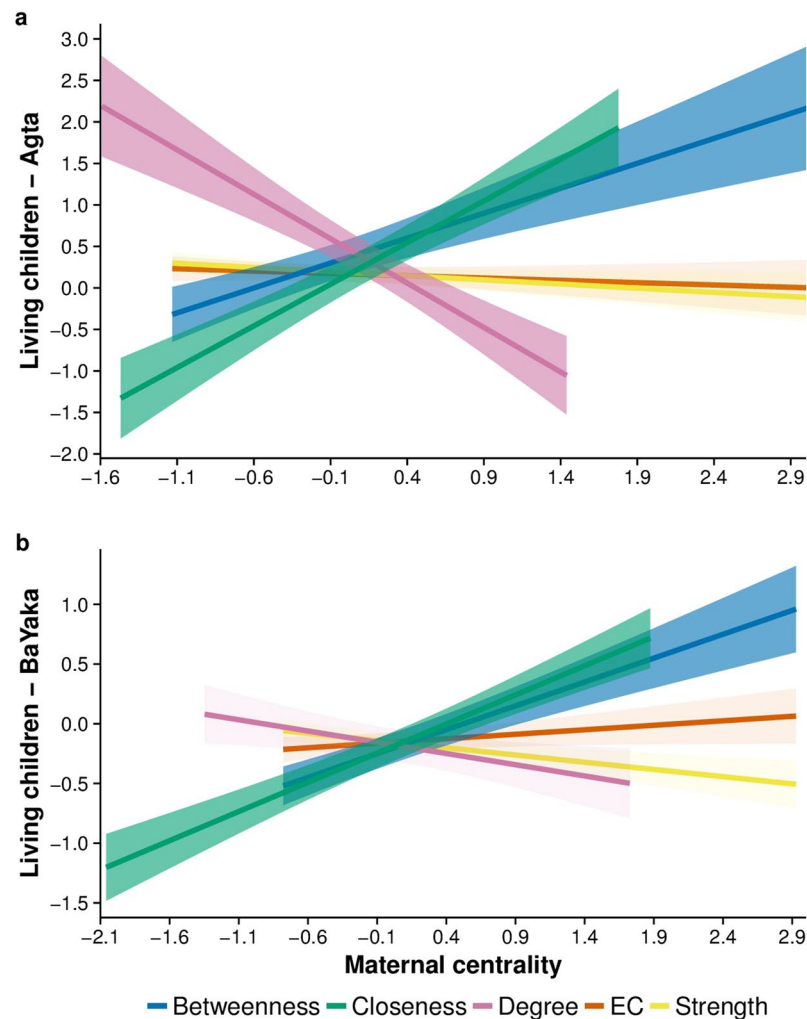 a
Living children – Agta
3.0
2.5
2.0
1.5
1.0
0.5
0.0
−0.5
−1.0
−1.5
−2.0
−1.6 −1.1 −0.6 −0.1 0.4 0.9 1.4 1.9 2.4 2.9
b
Living children – BaYaka
1.0
0.5
0.0
−0.5
−1.0
−1.5
−2.1 −1.6 −1.1 −0.6 −0.1 0.4 0.9 1.4 1.9 2.4 2.9
Maternal centrality
Betweenness Closeness Degree EC Strength